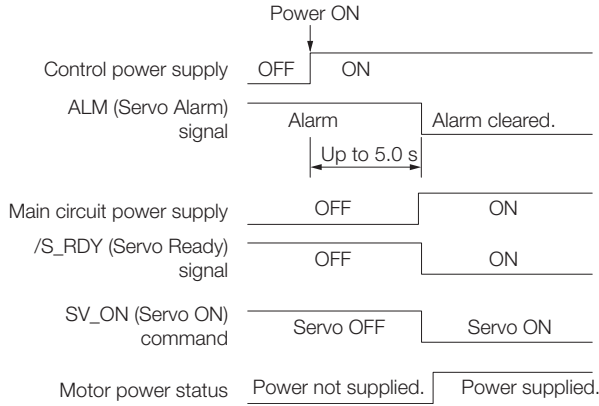 Power ON
Control power supply OFF ON
ALM (Servo Alarm)
signal
Alarm Alarm cleared.
Up to 5.0 s
Main circuit power supply OFF ON
/S_RDY (Servo Ready)
signal
OFF ON
SV_ON (Servo ON)
command
Servo OFF Servo ON
Motor power status Power not supplied. Power supplied.